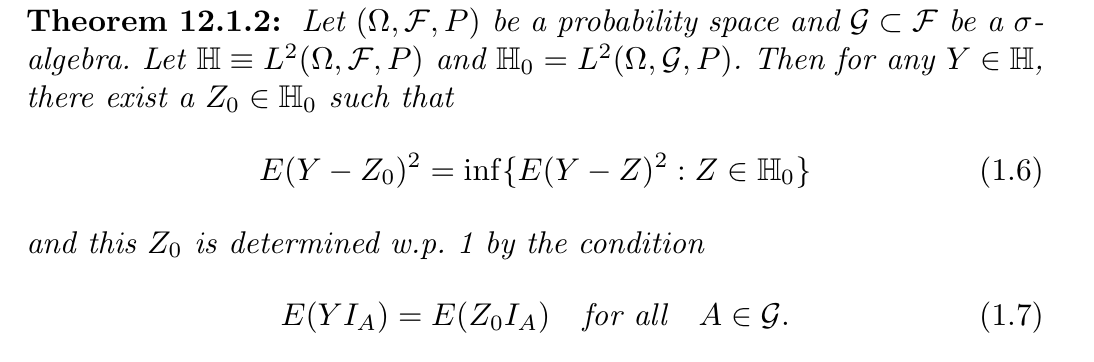 Theorem 12.1.2: Let (Ω, ℱ, P) be a probability space and 𝒢 ⊂ ℱ be a σ-
algebra. Let ℍ ≡ L²(Ω, ℱ, P) and ℍ₀ = L²(Ω, 𝒢, P). Then for any Y ∈ ℍ,
there exist a Z₀ ∈ ℍ₀ such that
E(Y − Z₀)² = inf{E(Y − Z)² : Z ∈ ℍ₀} (1.6)
and this Z₀ is determined w.p. 1 by the condition
E(YI_A) = E(Z₀I_A) for all A ∈ 𝒢. (1.7)